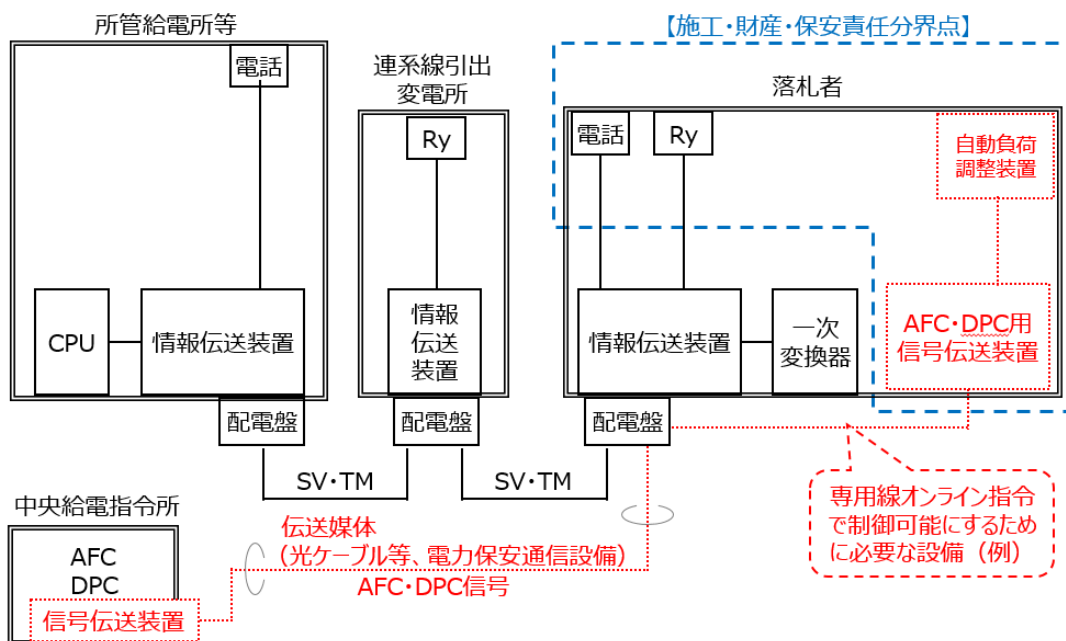 所管給電所等
電話
CPU
情報伝送装置
配電盤
連系線引出
変電所
Ry
情報
伝送
装置
配電盤
【施工・財産・保安責任分界点】
落札者
電話
Ry
自動負荷
調整装置
情報伝送装置
一次
変換器
AFC・DPC用
信号伝送装置
配電盤
SV・TM
SV・TM
専用線オンライン指令
で制御可能にするため
に必要な設備（例）
中央給電指令所
AFC
DPC
信号伝送装置
伝送媒体
（光ケーブル等、電力保安通信設備）
AFC・DPC信号